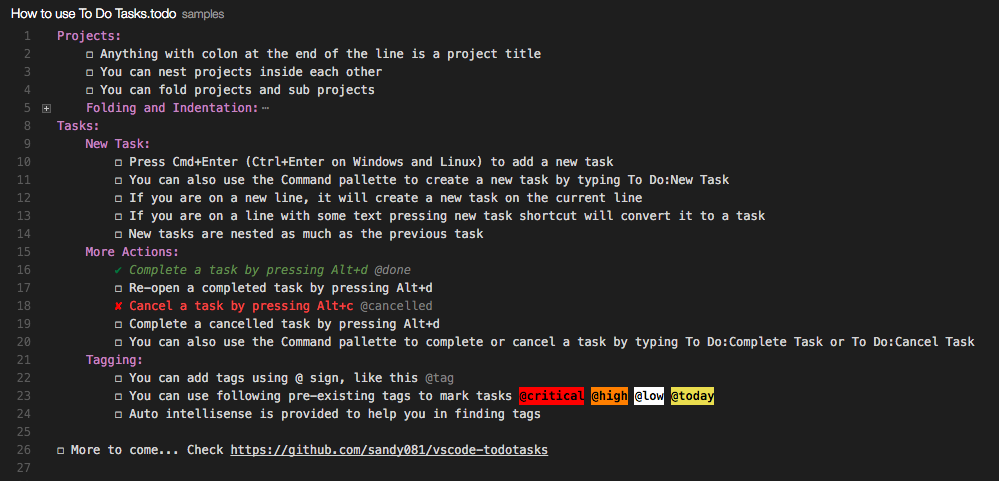 How to use To Do Tasks.todo samples
1 Projects:
2 ☐ Anything with colon at the end of the line is a project title
3 ☐ You can nest projects inside each other
4 ☐ You can fold projects and sub projects
5 Folding and Indentation:⋯
8 Tasks:
9 New Task:
10 ☐ Press Cmd+Enter (Ctrl+Enter on Windows and Linux) to add a new task
11 ☐ You can also use the Command pallette to create a new task by typing To Do:New Task
12 ☐ If you are on a new line, it will create a new task on the current line
13 ☐ If you are on a line with some text pressing new task shortcut will convert it to a task
14 ☐ New tasks are nested as much as the previous task
15 More Actions:
16 ✔ Complete a task by pressing Alt+d @done
17 ☐ Re-open a completed task by pressing Alt+d
18 ✘ Cancel a task by pressing Alt+c @cancelled
19 ☐ Complete a cancelled task by pressing Alt+d
20 ☐ You can also use the Command pallette to complete or cancel a task by typing To Do:Complete Task or To Do:Cancel Task
21 Tagging:
22 ☐ You can add tags using @ sign, like this @tag
23 ☐ You can use following pre-existing tags to mark tasks @critical @high @low @today
24 ☐ Auto intellisense is provided to help you in finding tags
25
26 ☐ More to come... Check https://github.com/sandy081/vscode-todotasks
27